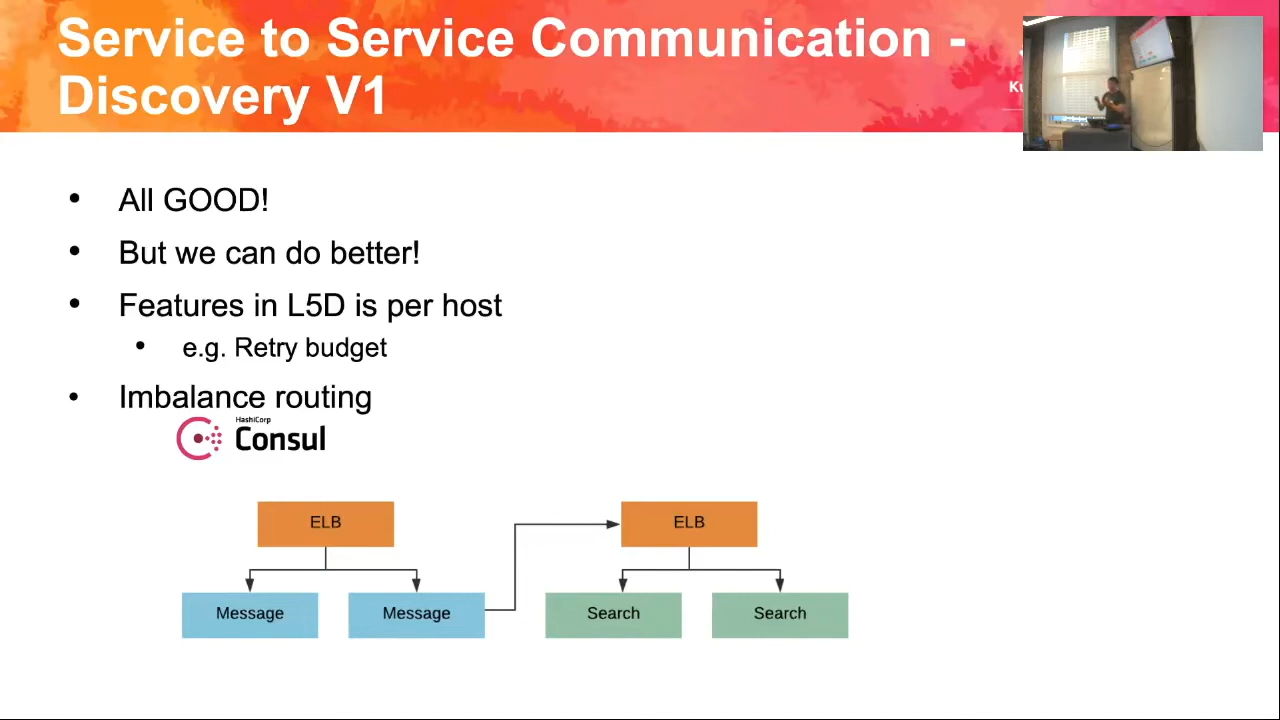 Service to Service Communication -
Discovery V1
Ku
• All GOOD!
• But we can do better!
• Features in L5D is per host
• e.g. Retry budget
• Imbalance routing
HashiCorp
Consul
ELB
ELB
Message
Message
Search
Search